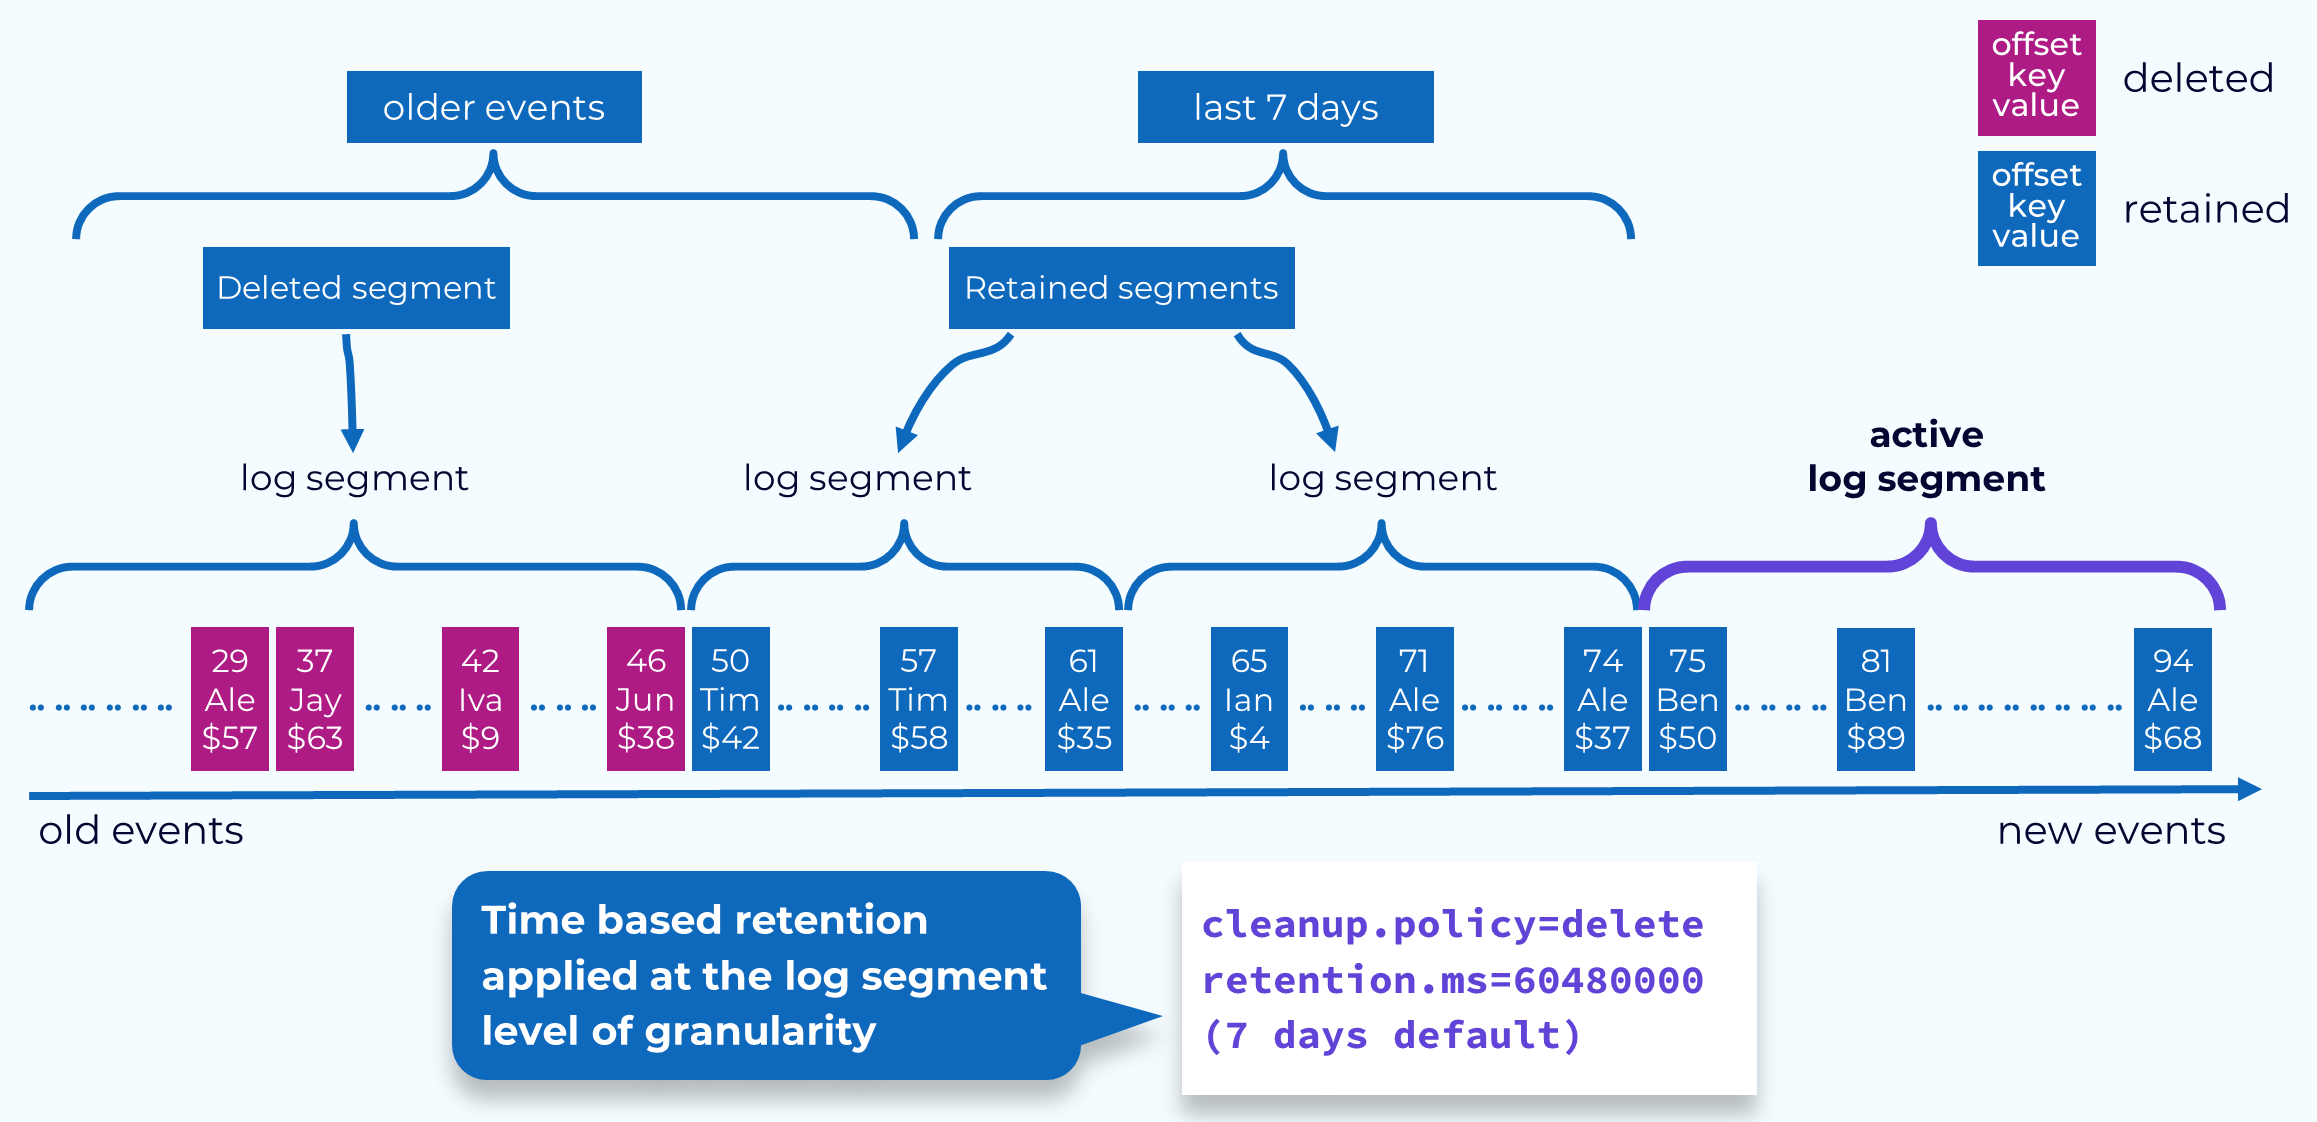 offset
key
value
deleted
offset
key
value
retained
older events
last 7 days
Deleted segment
Retained segments
log segment
log segment
log segment
active
log segment
29
Ale
$57
37
Jay
$63
42
Iva
$9
46
Jun
$38
50
Tim
$42
57
Tim
$58
61
Ale
$35
65
Ian
$4
71
Ale
$76
74
Ale
$37
75
Ben
$50
81
Ben
$89
94
Ale
$68
old events
new events
Time based retention
applied at the log segment
level of granularity
cleanup.policy=delete
retention.ms=60480000
(7 days default)